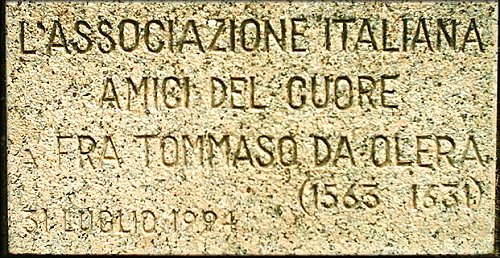 L'ASSOCIAZIONE ITALIANA
AMICI DEL CUORE
A FRA TOMMASO DA OLERA
(1563 1631)
31 LUGLIO 1994